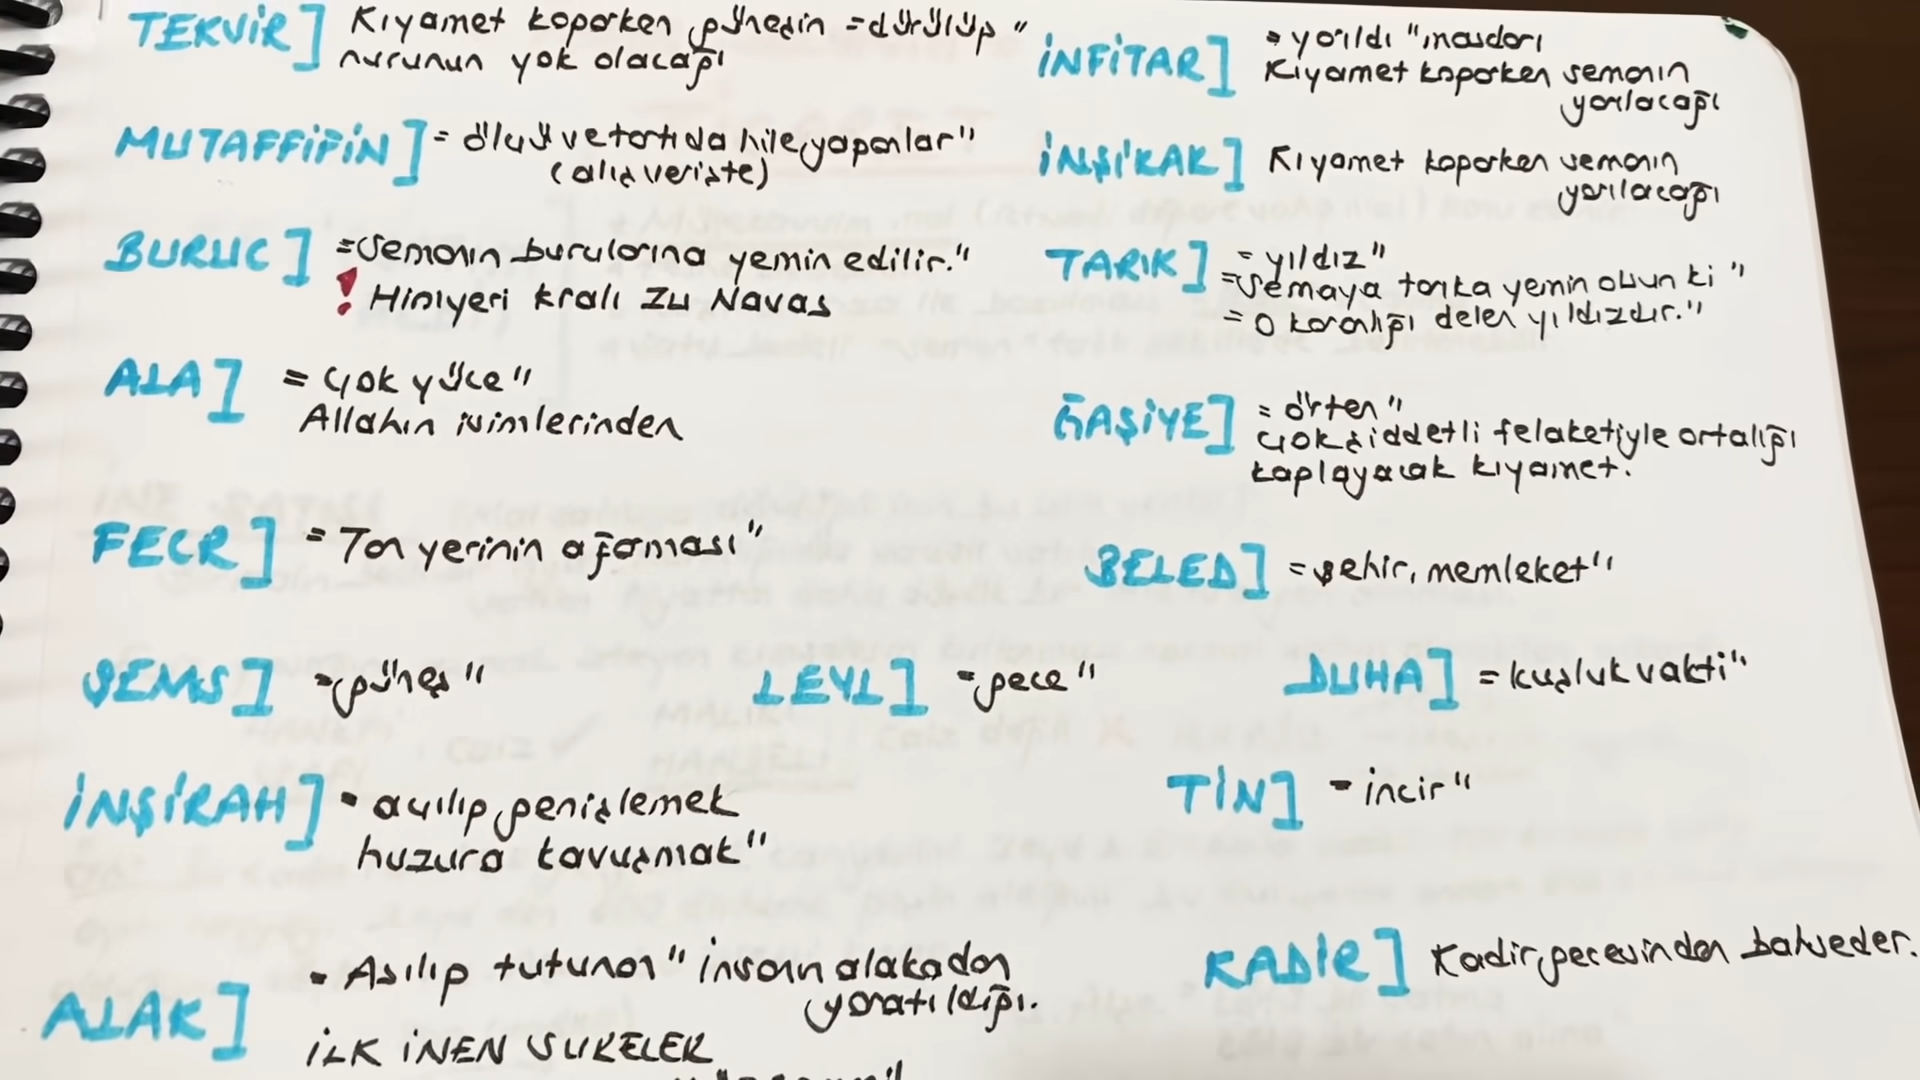 TEKVİR] Kıyamet koparken güneşin "dürülüp"
nurunun yok olacağı
İNFİTAR] "yarıldı" masdarı
Kıyamet koparken semanın
yarılacağı
MUTAFFİFİN] "ölçü ve tartıda hile yapanlar"
(alışverişte)
İNŞİKAK] Kıyamet koparken semanın
yarılacağı
BURUC] "Semanın burçlarına yemin edilir."
! Himyeri kralı Zu Navas
TARIK] "yıldız"
"Semaya tarıka yemin olsun ki"
"O karanlığı delen yıldızdır."
ALA] "çok yüce"
Allahın isimlerinden
ĞAŞİYE] "örten"
çok şiddetli felaketiyle ortalığı
kaplayacak kıyamet.
FECR] "Tan yerinin ağarması"
BELED] "şehir, memleket"
ŞEMS] "güneş"
LEYL] "gece"
DUHA] "kuşluk vakti"
İNŞİRAH] "açılıp genişlemek
huzura kavuşmak"
TİN] "incir"
ALAK] "Asılıp tutunan" insanın alakadan
yaratıldığı.
İLK İNEN SURELER
KADİR] Kadir gecesinden bahseder.